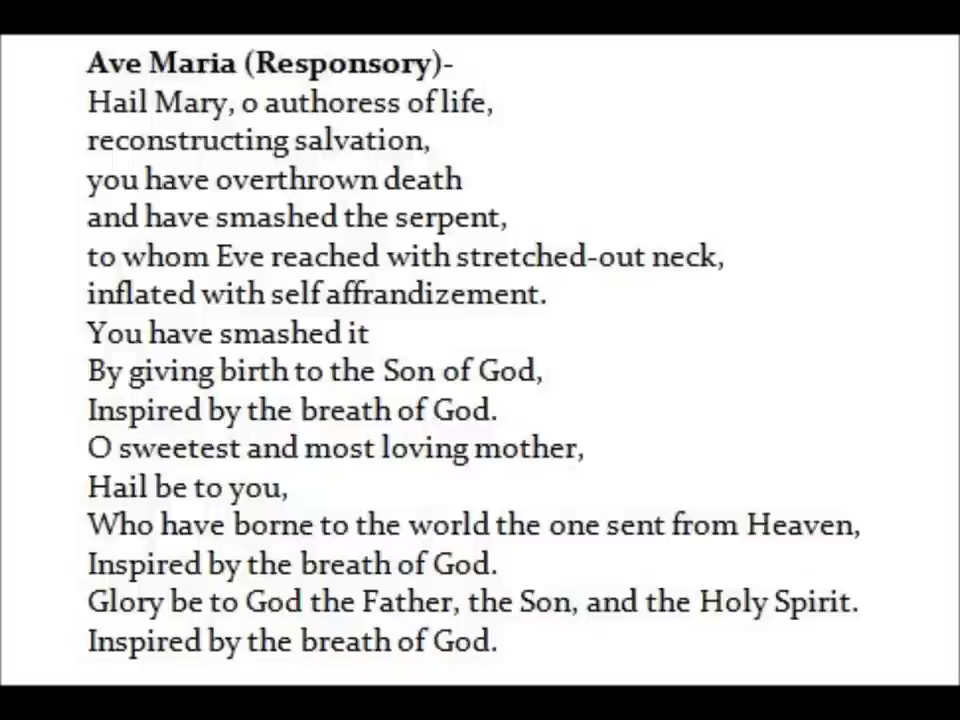 Ave Maria (Responsory)-
Hail Mary, o authoress of life,
reconstructing salvation,
you have overthrown death
and have smashed the serpent,
to whom Eve reached with stretched-out neck,
inflated with self affrandizement.
You have smashed it
By giving birth to the Son of God,
Inspired by the breath of God.
O sweetest and most loving mother,
Hail be to you,
Who have borne to the world the one sent from Heaven,
Inspired by the breath of God.
Glory be to God the Father, the Son, and the Holy Spirit.
Inspired by the breath of God.